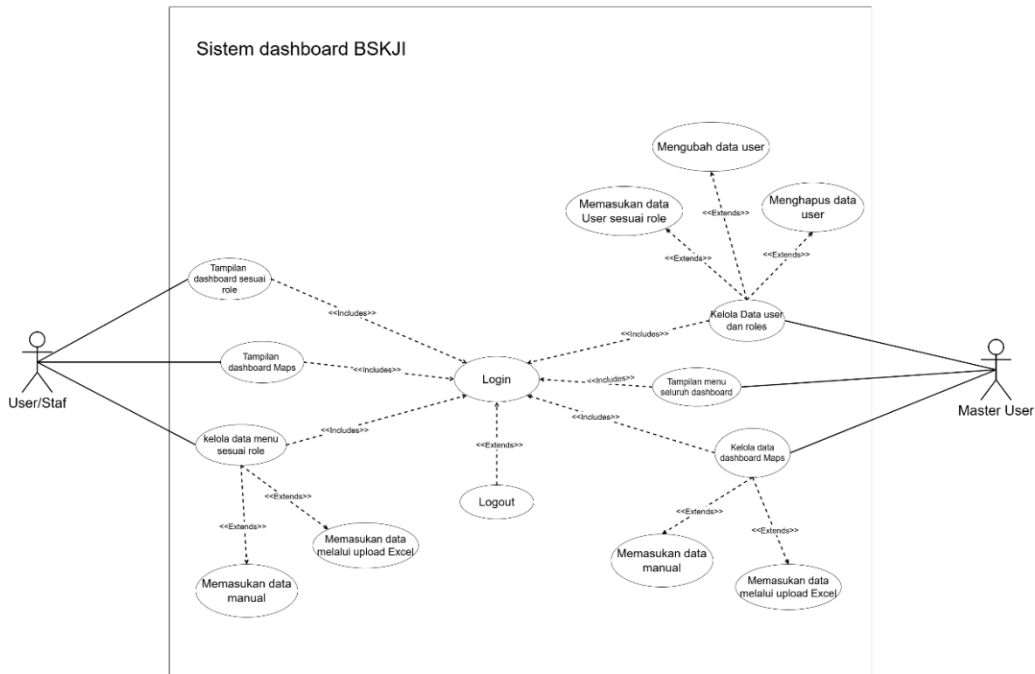 Sistem dashboard BSKJI
Mengubah data user
Memasukan data
User sesuai role
<<Extends>>
Menghapus data
user
<<Extends>>
<<Extends>>
Tampilan
dashboard sesuai
role
<<Includes>>
Kelola Data user
dan roles
<<Includes>>
Tampilan
dashboard Maps
<<Includes>>
Login
<<Includes>>
Tampilan menu
seluruh dashboard
User/Staf
Master User
kelola data menu
sesuai role
<<Includes>>
<<Includes>>
Kelola data
dashboard Maps
<<Extends>>
Logout
<<Extends>>
<<Extends>>
<<Extends>>
<<Extends>>
Memasukan data
melalui upload Excel
Memasukan data
manual
Memasukan data
manual
Memasukan data
melalui upload Excel